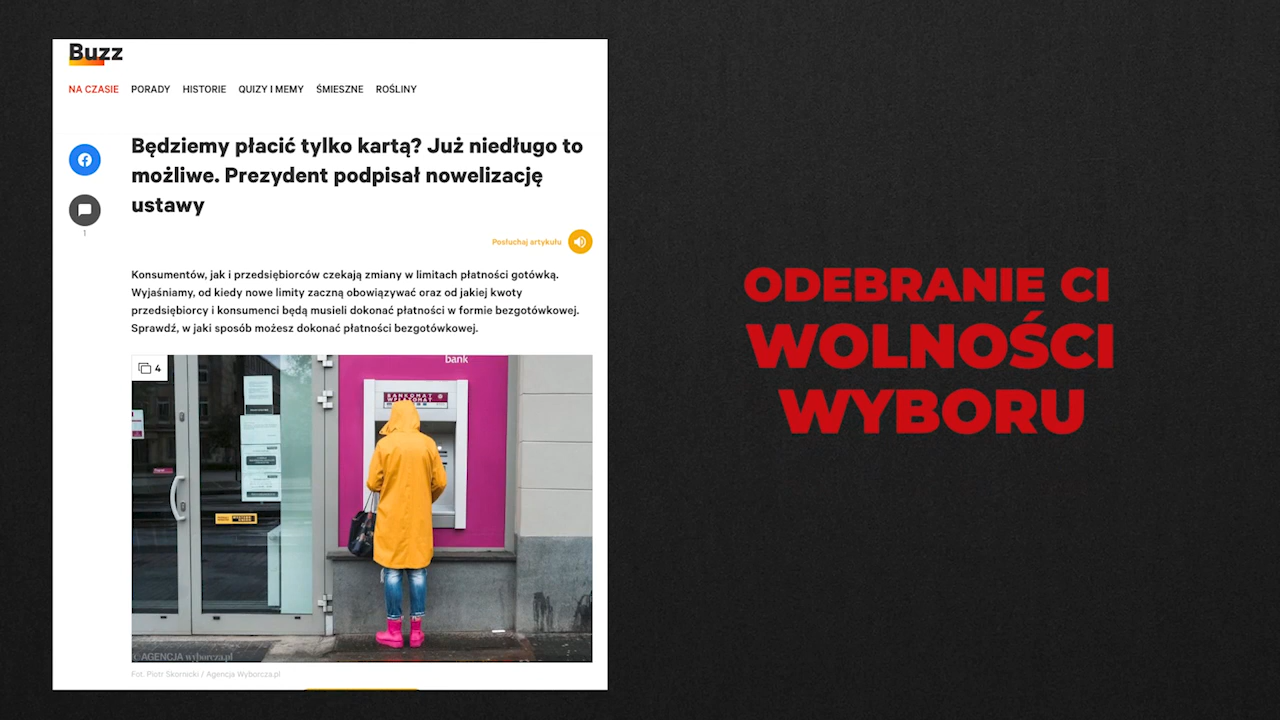 Buzz
NA CZASIE PORADY HISTORIE QUIZY I MEMY ŚMIESZNE ROŚLINY
Będziemy płacić tylko kartą? Już niedługo to
możliwe. Prezydent podpisał nowelizację
ustawy
1
Posłuchaj artykułu
Konsumentów, jak i przedsiębiorców czekają zmiany w limitach płatności gotówką.
Wyjaśniamy, od kiedy nowe limity zaczną obowiązywać oraz od jakiej kwoty
przedsiębiorcy i konsumenci będą musieli dokonać płatności w formie bezgotówkowej.
Sprawdź, w jaki sposób możesz dokonać płatności bezgotówkowej.
4
bank
BANKOMAT
© AGENCJA wyborcza.pl
Fot. Piotr Skornicki / Agencja Wyborcza.pl
ODEBRANIE CI
WOLNOŚCI
WYBORU